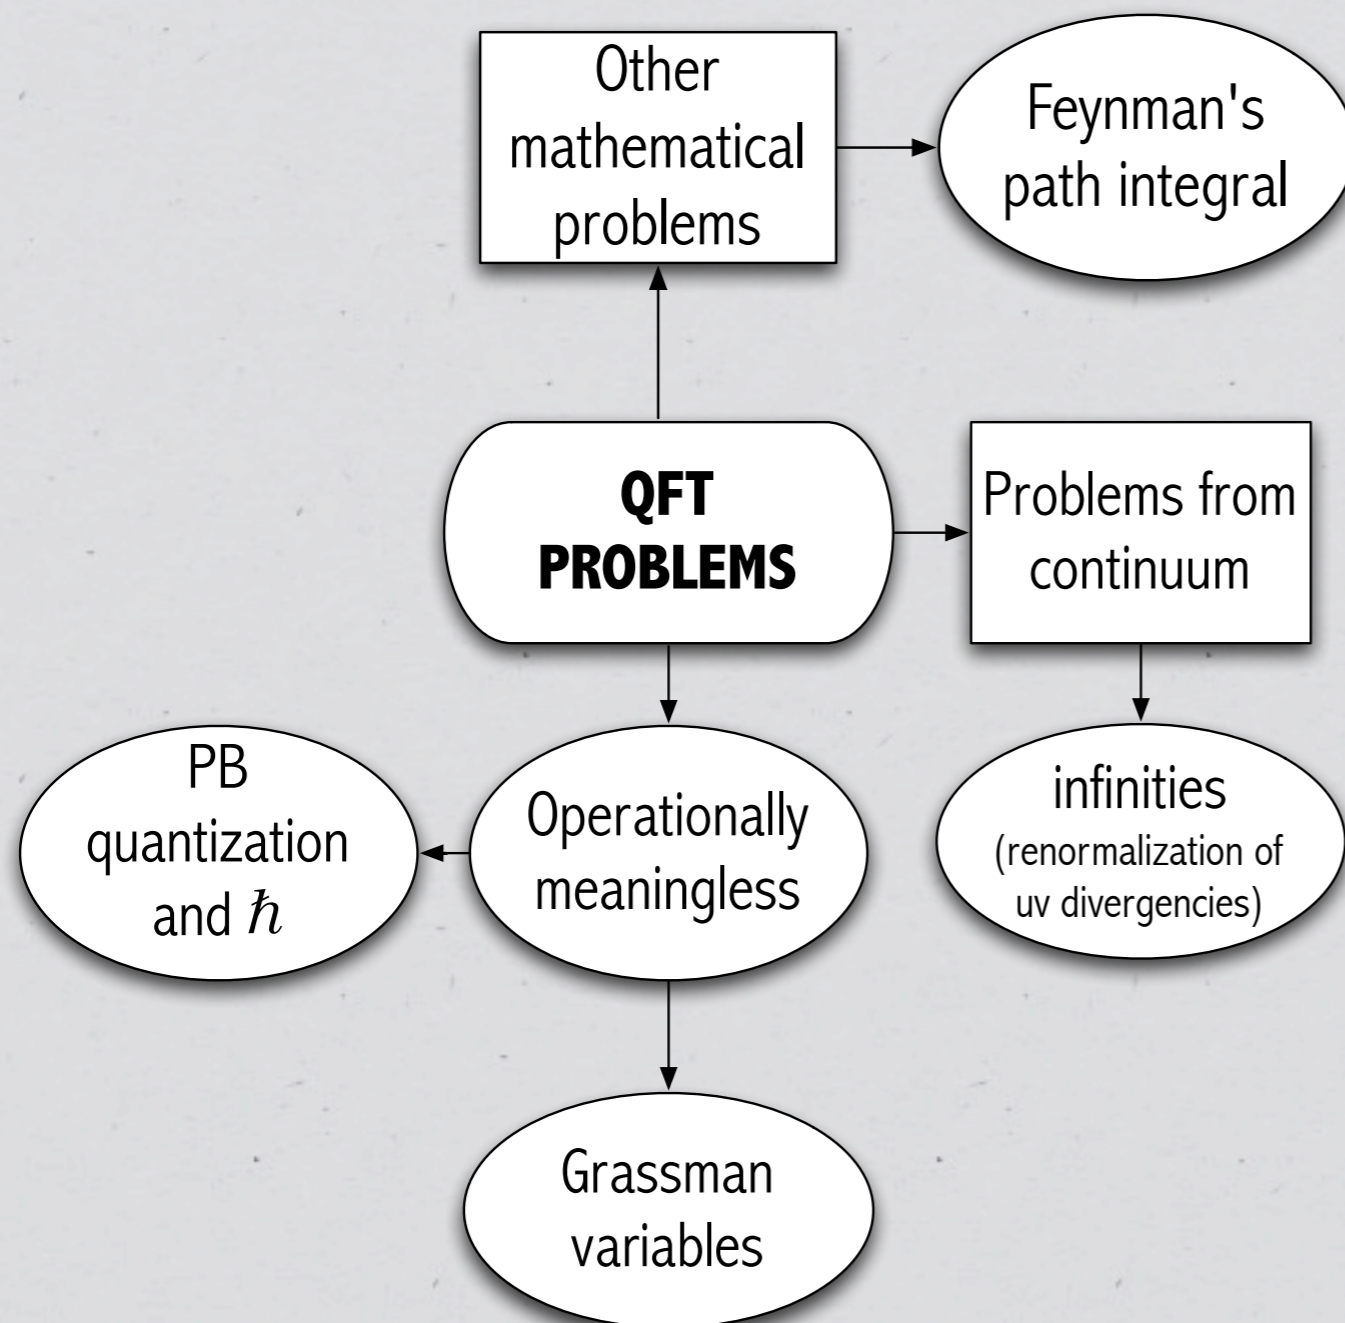 Other
mathematical
problems
Feynman's
path integral
QFT
PROBLEMS
Problems from
continuum
PB
quantization
and ℏ
Operationally
meaningless
infinities
(renormalization of
uv divergencies)
Grassman
variables